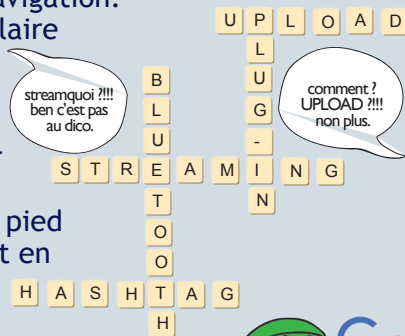 avigation.
laire
UPLOAD
PLUG-IN
BLUETOOTH
streamquoi ?!!!
ben c'est pas
au dico.
comment ?
UPLOAD ?!!!
non plus.
STREAMING
pied
t en
HASHTAG